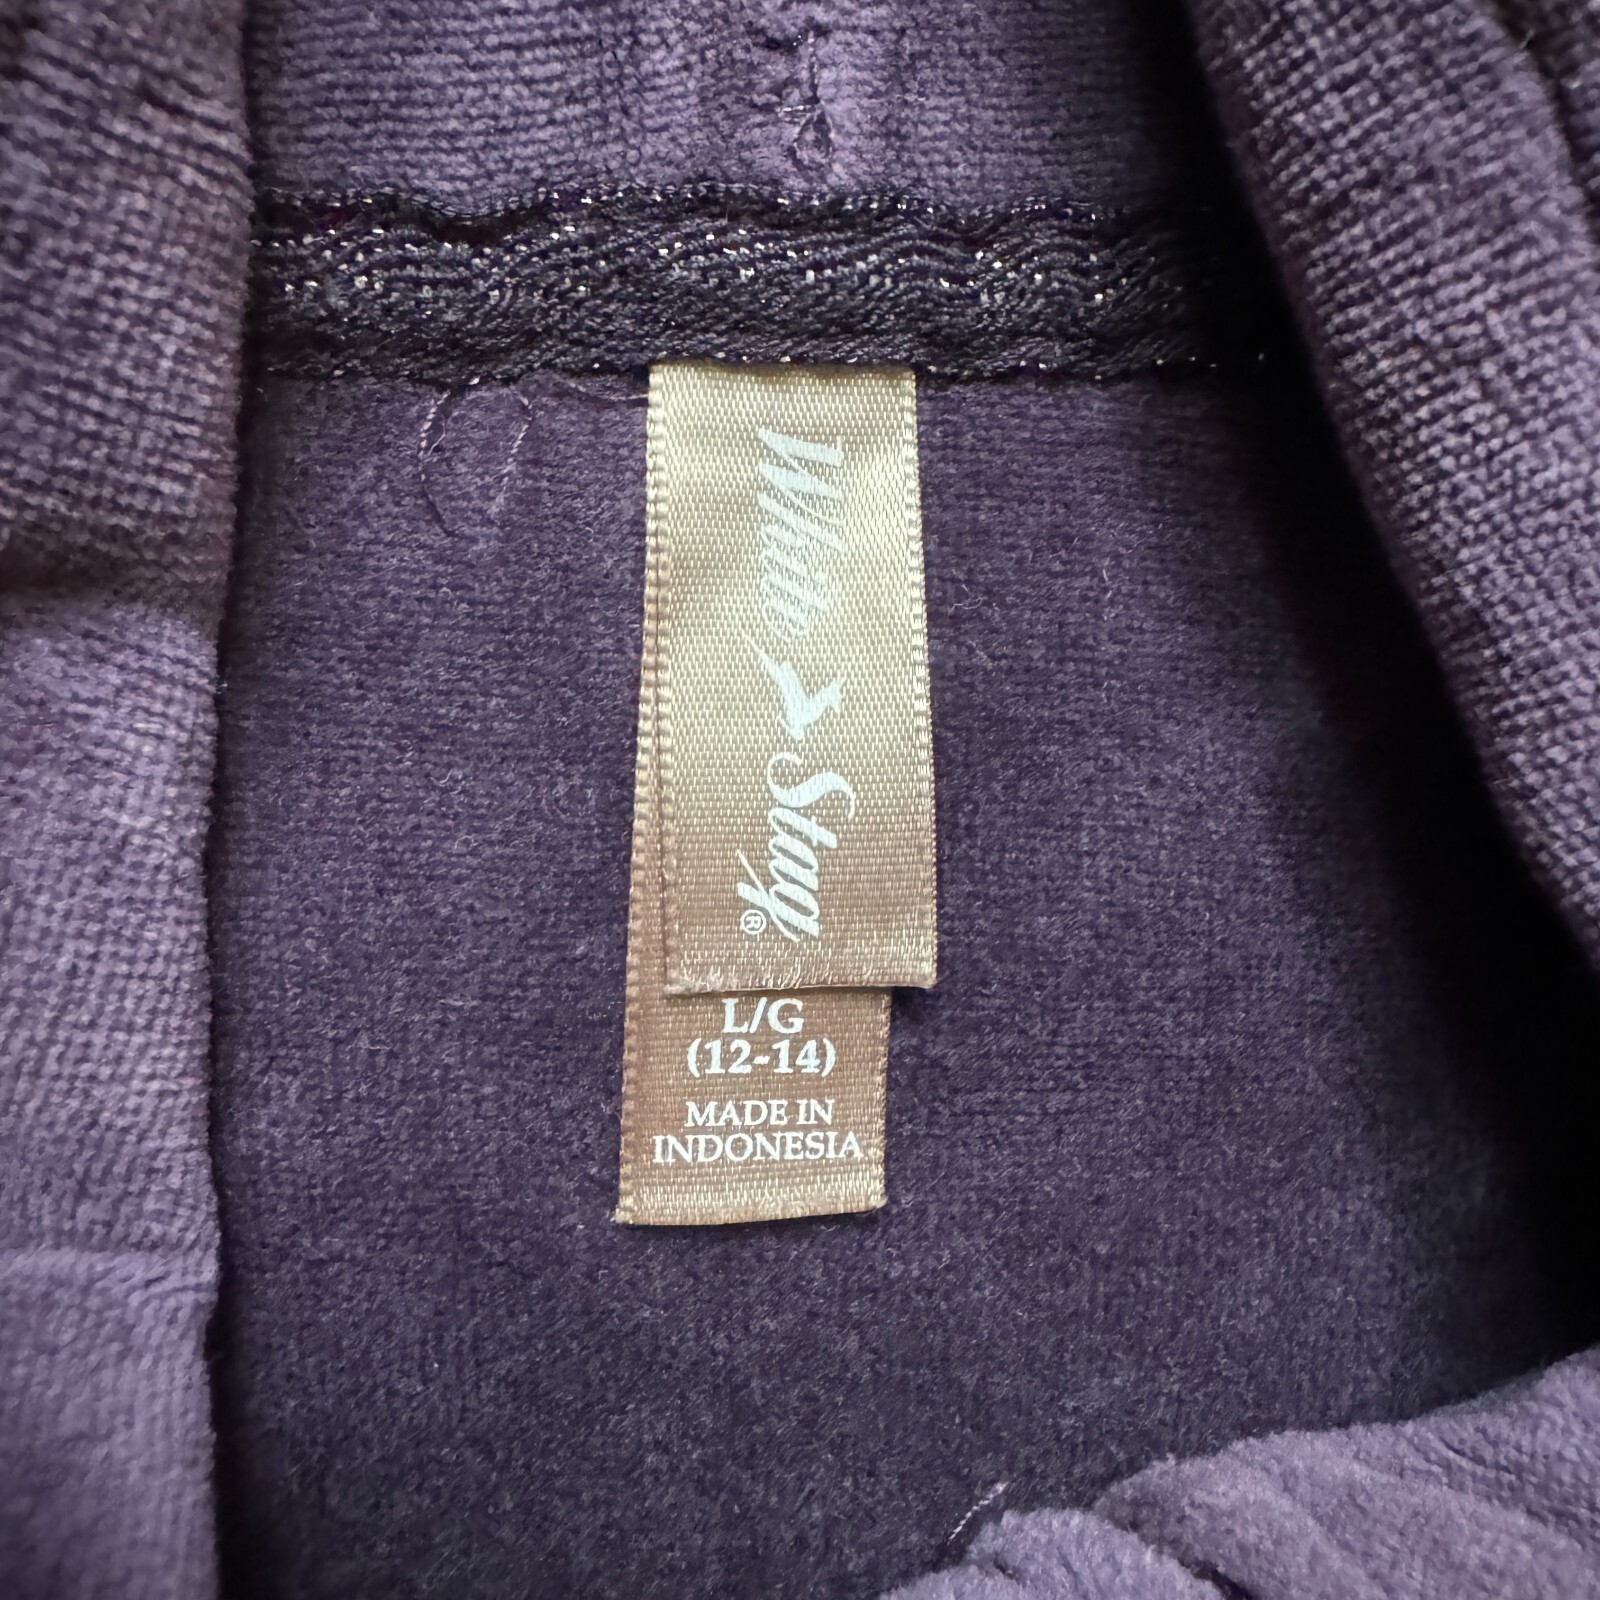 White Stag®
L/G
(12-14)
MADE IN
INDONESIA